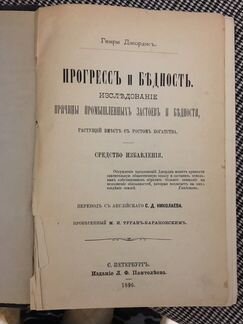 Генри Джорджъ.
ПРОГРЕССЪ и БѢДНОСТЬ.
ИЗСЛѢДОВАНІЕ
ПРИЧИНЫ ПРОМЫШЛЕННЫХЪ ЗАСТОЕВЪ И БѢДНОСТИ,
РАСТУЩЕЙ ВМѢСТѢ СЪ РОСТОМЪ БОГАТСТВА.
СРЕДСТВО ИЗБАВЛЕНІЯ.
ПЕРЕВОДЪ СЪ АНГЛІЙСКАГО С. Д. НИКОЛАЕВА,
ПРОВѢРЕННЫЙ М. И. ТУГАНЪ-БАРАНОВСКИМЪ.
С. ПЕТЕРБУРГЪ.
Изданіе Л. Ф. Пантелѣева.
1896.